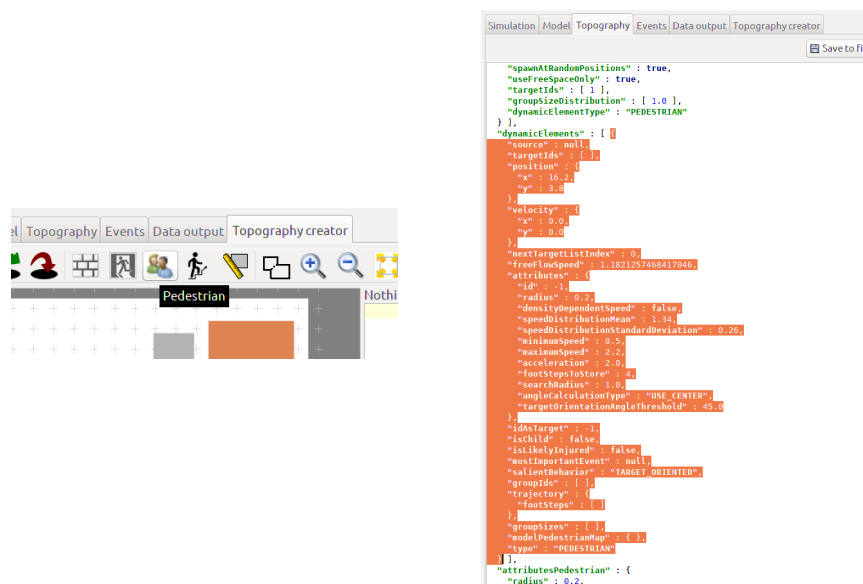 el Topography Events Data output Topography creator
Pedestrian
Nothi
Simulation Model Topography Events Data output Topography creator
Save to fi
"spawnAtRandomPositions" : true,
"useFreeSpaceOnly" : true,
"targetIds" : [ 1 ],
"groupSizeDistribution" : [ 1.0 ],
"dynamicElementType" : "PEDESTRIAN"
} ],
"dynamicElements" : [ {
"source" : null,
"targetIds" : [ ],
"position" : {
"x" : 16.2,
"y" : 3.8
},
"velocity" : {
"x" : 0.0,
"y" : 0.0
},
"nextTargetListIndex" : 0,
"freeFlowSpeed" : 1.1821257468417046,
"attributes" : {
"id" : -1,
"radius" : 0.2,
"densityDependentSpeed" : false,
"speedDistributionMean" : 1.34,
"speedDistributionStandardDeviation" : 0.26,
"minimumSpeed" : 0.5,
"maximumSpeed" : 2.2,
"acceleration" : 2.0,
"footStepsToStore" : 4,
"searchRadius" : 1.0,
"angleCalculationType" : "USE_CENTER",
"targetOrientationAngleThreshold" : 45.0
},
"idAsTarget" : -1,
"isChild" : false,
"isLikelyInjured" : false,
"mostImportantEvent" : null,
"salientBehavior" : "TARGET_ORIENTED",
"groupIds" : [ ],
"trajectory" : {
"footSteps" : [ ]
},
"groupSizes" : [ ],
"modelPedestrianMap" : { },
"type" : "PEDESTRIAN"
} ],
"attributesPedestrian" : {
"radius" : 0.2,